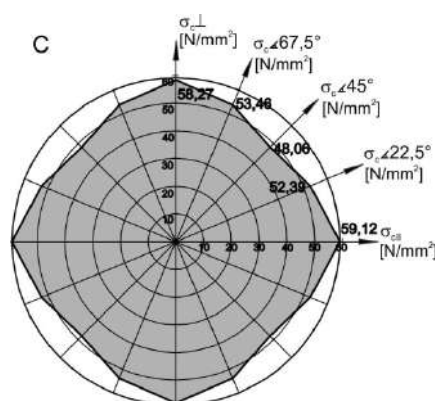 C
σc⊥
[N/mm²]
σc∡67,5°
[N/mm²]
σc∡45°
[N/mm²]
σc∡22,5°
[N/mm²]
σcII
[N/mm²]
58,27
53,46
48,06
52,39
59,12
60
50
40
30
20
10
10 20 30 40 50 60